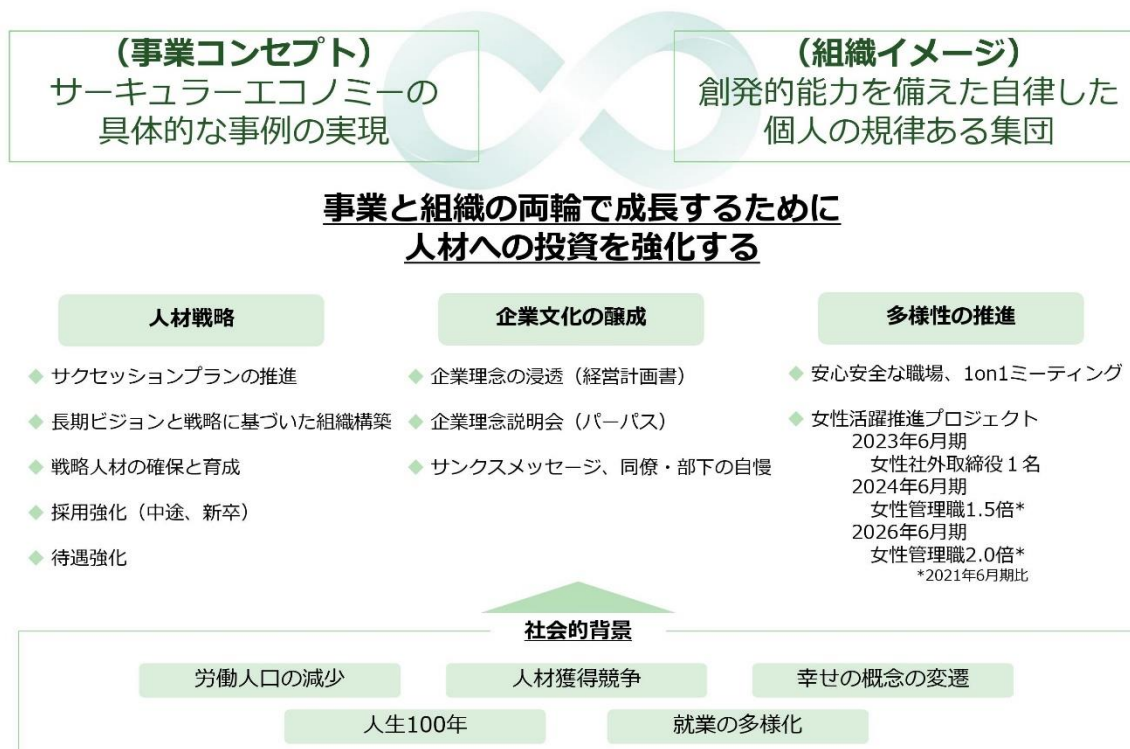 （事業コンセプト）
サーキュラーエコノミーの
具体的な事例の実現
（組織イメージ）
創発的能力を備えた自律した
個人の規律ある集団
事業と組織の両輪で成長するために
人材への投資を強化する
人材戦略
◆ サクセッションプランの推進
◆ 長期ビジョンと戦略に基づいた組織構築
◆ 戦略人材の確保と育成
◆ 採用強化（中途、新卒）
◆ 待遇強化
企業文化の醸成
◆ 企業理念の浸透（経営計画書）
◆ 企業理念説明会（パーパス）
◆ サンクスメッセージ、同僚・部下の自慢
多様性の推進
◆ 安心安全な職場、1on1ミーティング
◆ 女性活躍推進プロジェクト
2023年6月期
女性社外取締役１名
2024年6月期
女性管理職1.5倍*
2026年6月期
女性管理職2.0倍*
*2021年6月期比
社会的背景
労働人口の減少
人材獲得競争
幸せの概念の変遷
人生100年
就業の多様化